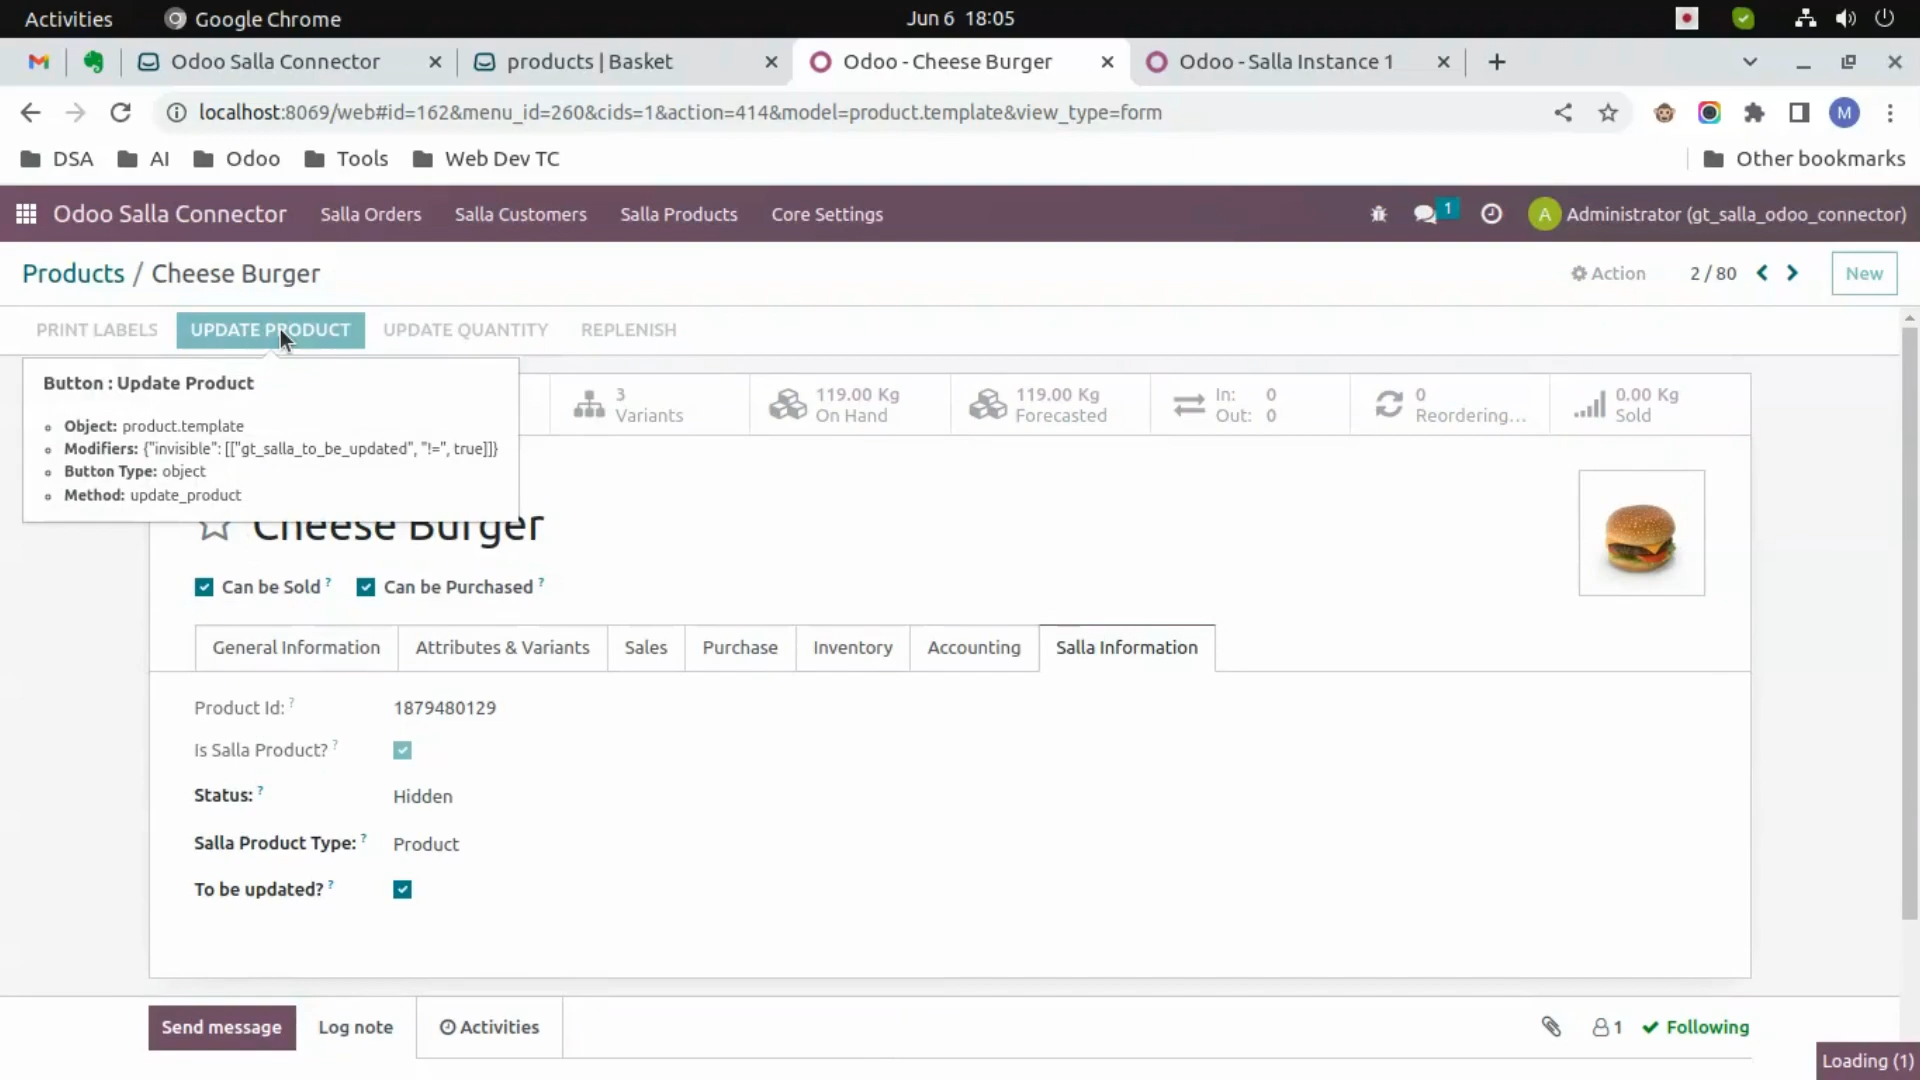 Activities Google Chrome Jun 6 18:05
Odoo Salla Connector products | Basket Odoo - Cheese Burger Odoo - Salla Instance 1
localhost:8069/web#id=162&menu_id=260&cids=1&action=414&model=product.template&view_type=form M
DSA AI Odoo Tools Web Dev TC Other bookmarks
Odoo Salla Connector Salla Orders Salla Customers Salla Products Core Settings 1 A Administrator (gt_salla_odoo_connector)
Products / Cheese Burger Action 2 / 80 New
PRINT LABELS UPDATE PRODUCT UPDATE QUANTITY REPLENISH
Button : Update Product
Object: product.template
Modifiers: {"invisible": [["gt_salla_to_be_updated", "!=", true]]}
Button Type: object
Method: update_product
3 Variants
119.00 Kg On Hand
119.00 Kg Forecasted
In: 0
Out: 0
0 Reordering...
0.00 Kg Sold
Cheese Burger
Can be Sold ? Can be Purchased ?
General Information Attributes & Variants Sales Purchase Inventory Accounting Salla Information
Product Id: ? 1879480129
Is Salla Product? ?
Status: ? Hidden
Salla Product Type: ? Product
To be updated? ?
Send message Log note Activities 1 Following
Loading (1)